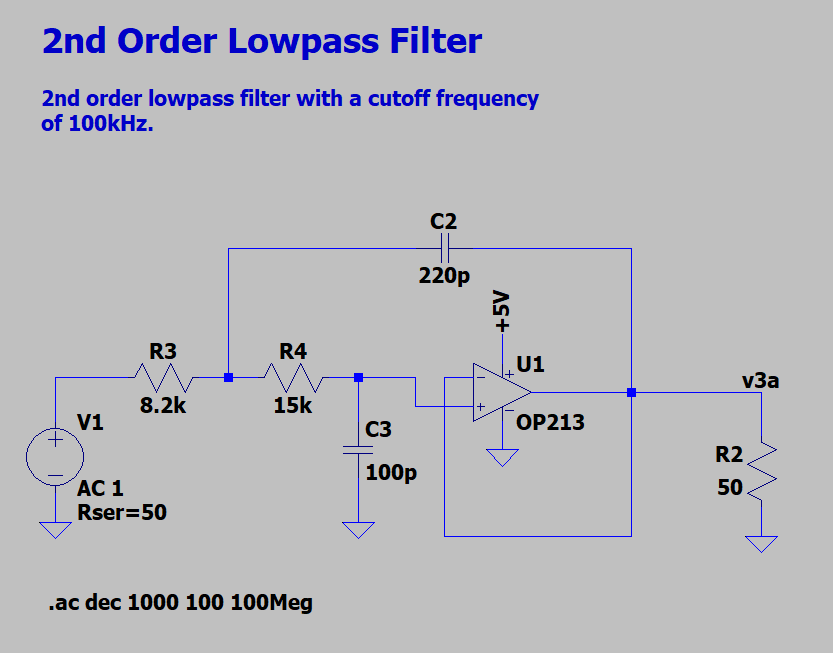 2nd Order Lowpass Filter
2nd order lowpass filter with a cutoff frequency
of 100kHz.
C2
220p
+5V
R3
8.2k
R4
15k
U1
OP213
v3a
V1
AC 1
Rser=50
C3
100p
R2
50
.ac dec 1000 100 100Meg